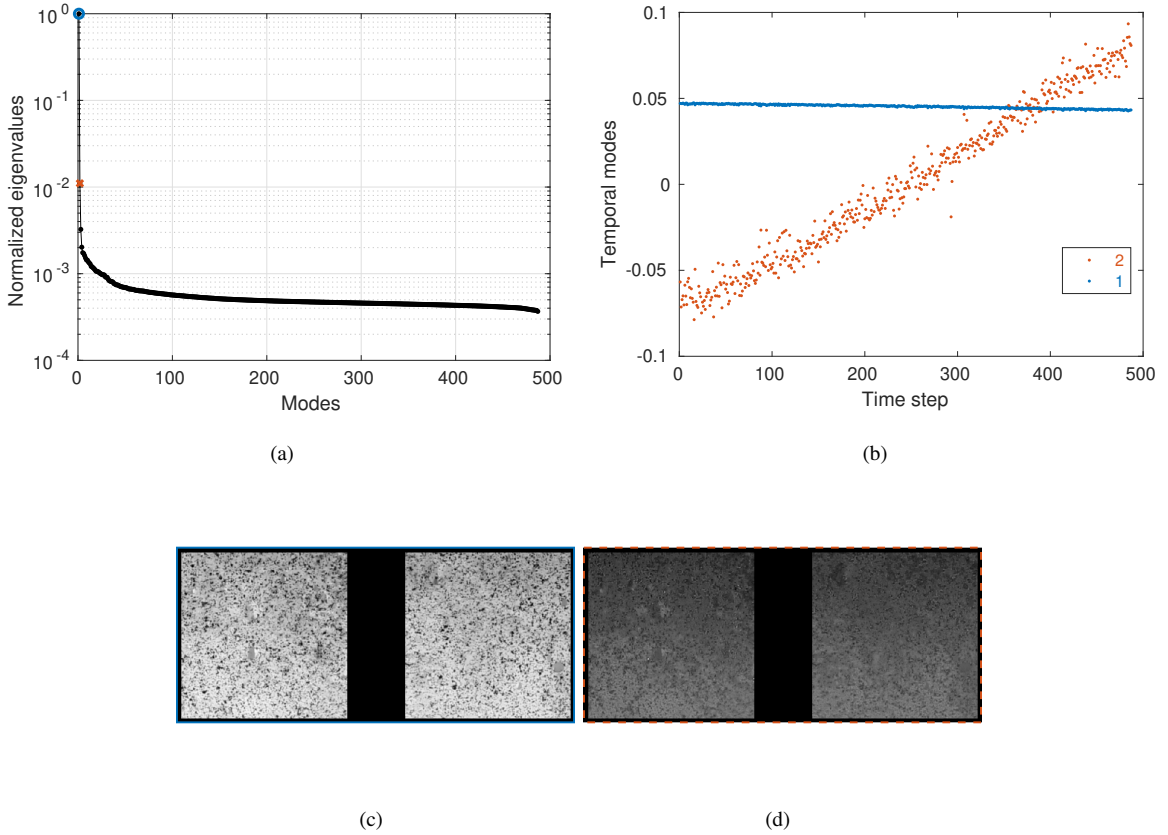 10^0
10^-1
10^-2
10^-3
10^-4
Normalized eigenvalues
0 100 200 300 400 500
Modes
(a)
0.1
0.05
0
-0.05
-0.1
Temporal modes
2
1
0 100 200 300 400 500
Time step
(b)
(c)
(d)